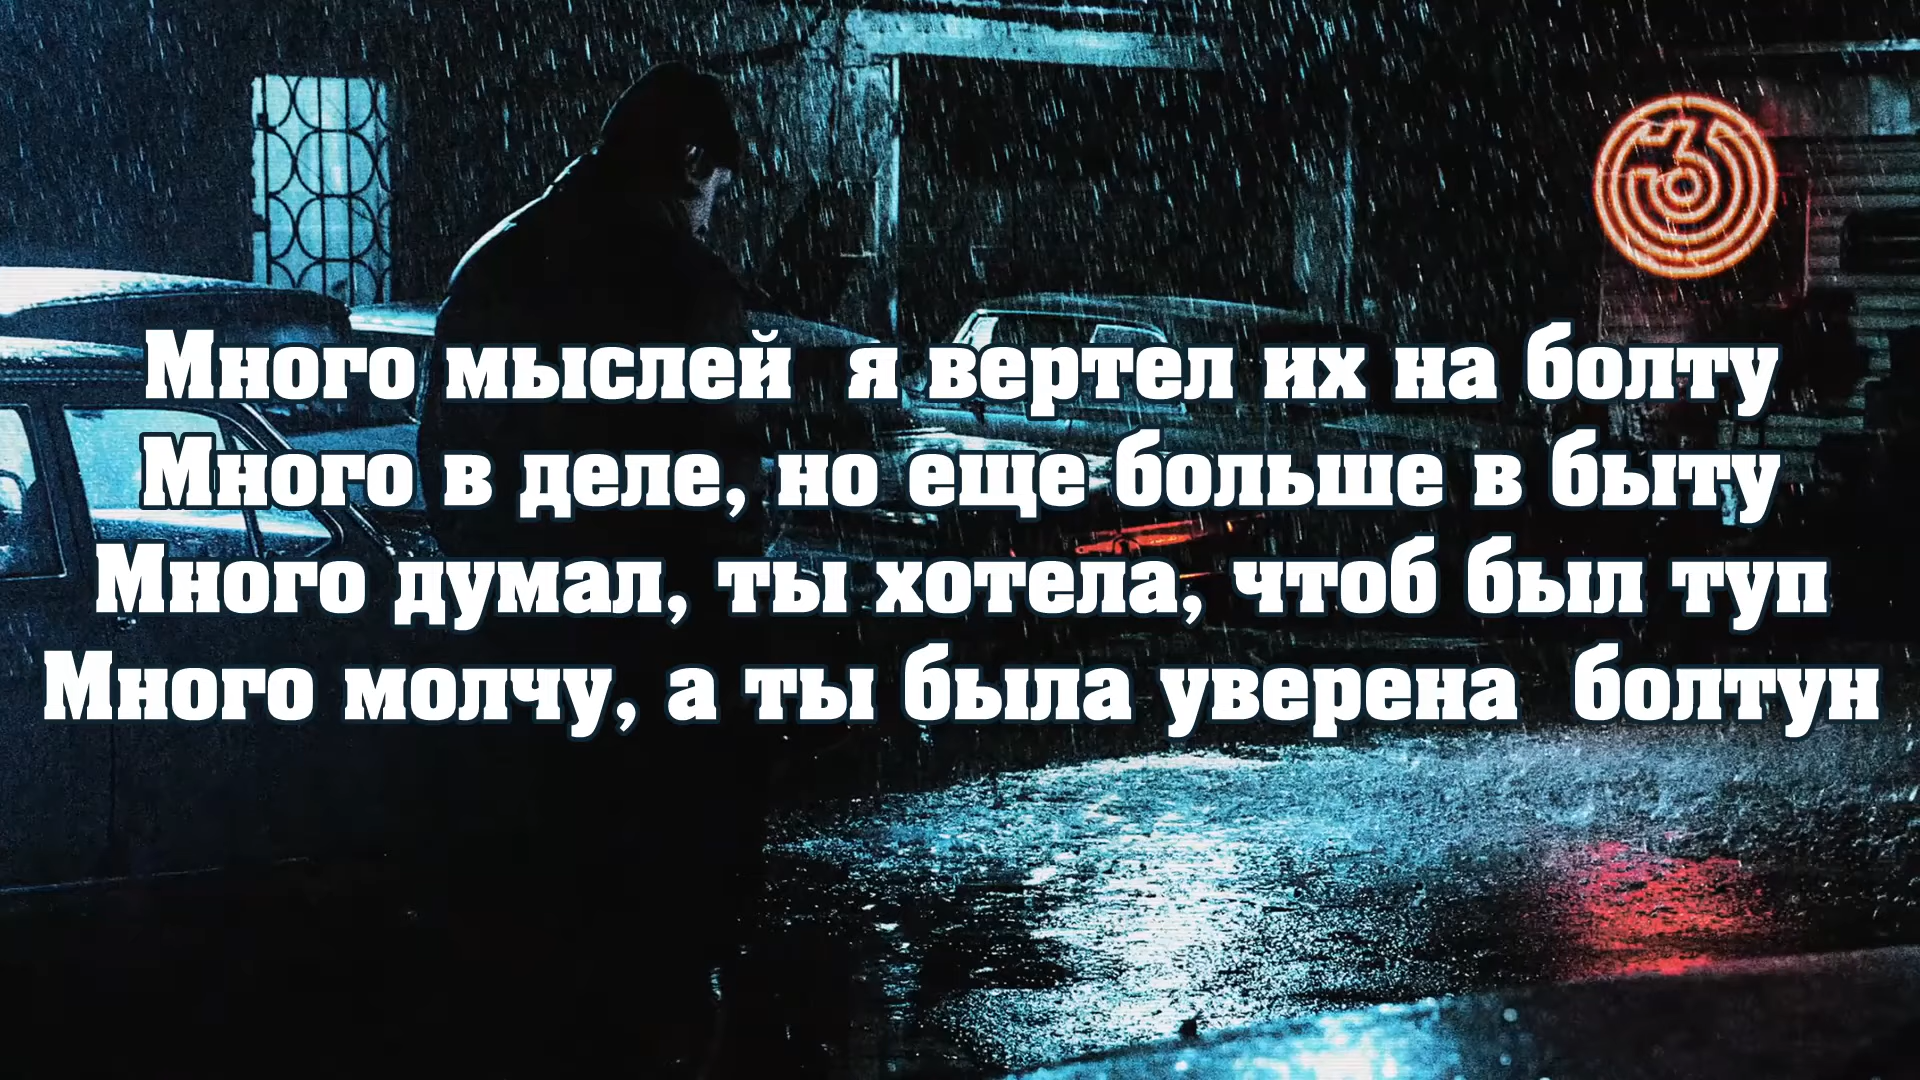 Много мыслей  я вертел их на болту
Много в деле, но еще больше в быту
Много думал, ты хотела, чтоб был туп
Много молчу, а ты была уверена  болтун